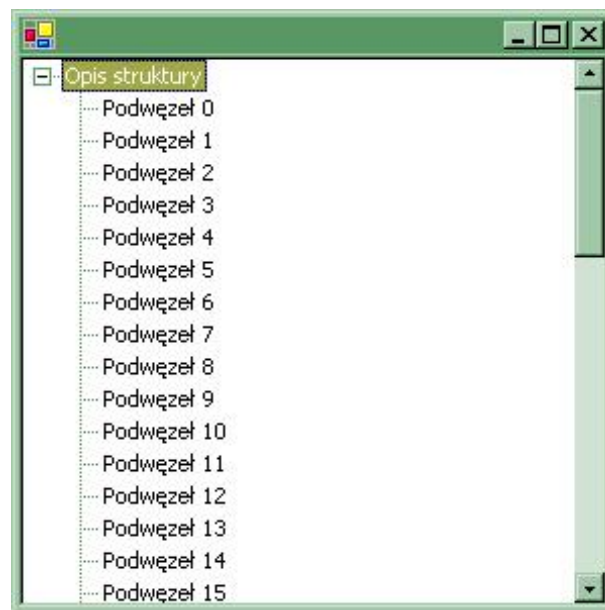 Opis struktury
Podwęzeł 0
Podwęzeł 1
Podwęzeł 2
Podwęzeł 3
Podwęzeł 4
Podwęzeł 5
Podwęzeł 6
Podwęzeł 7
Podwęzeł 8
Podwęzeł 9
Podwęzeł 10
Podwęzeł 11
Podwęzeł 12
Podwęzeł 13
Podwęzeł 14
Podwęzeł 15